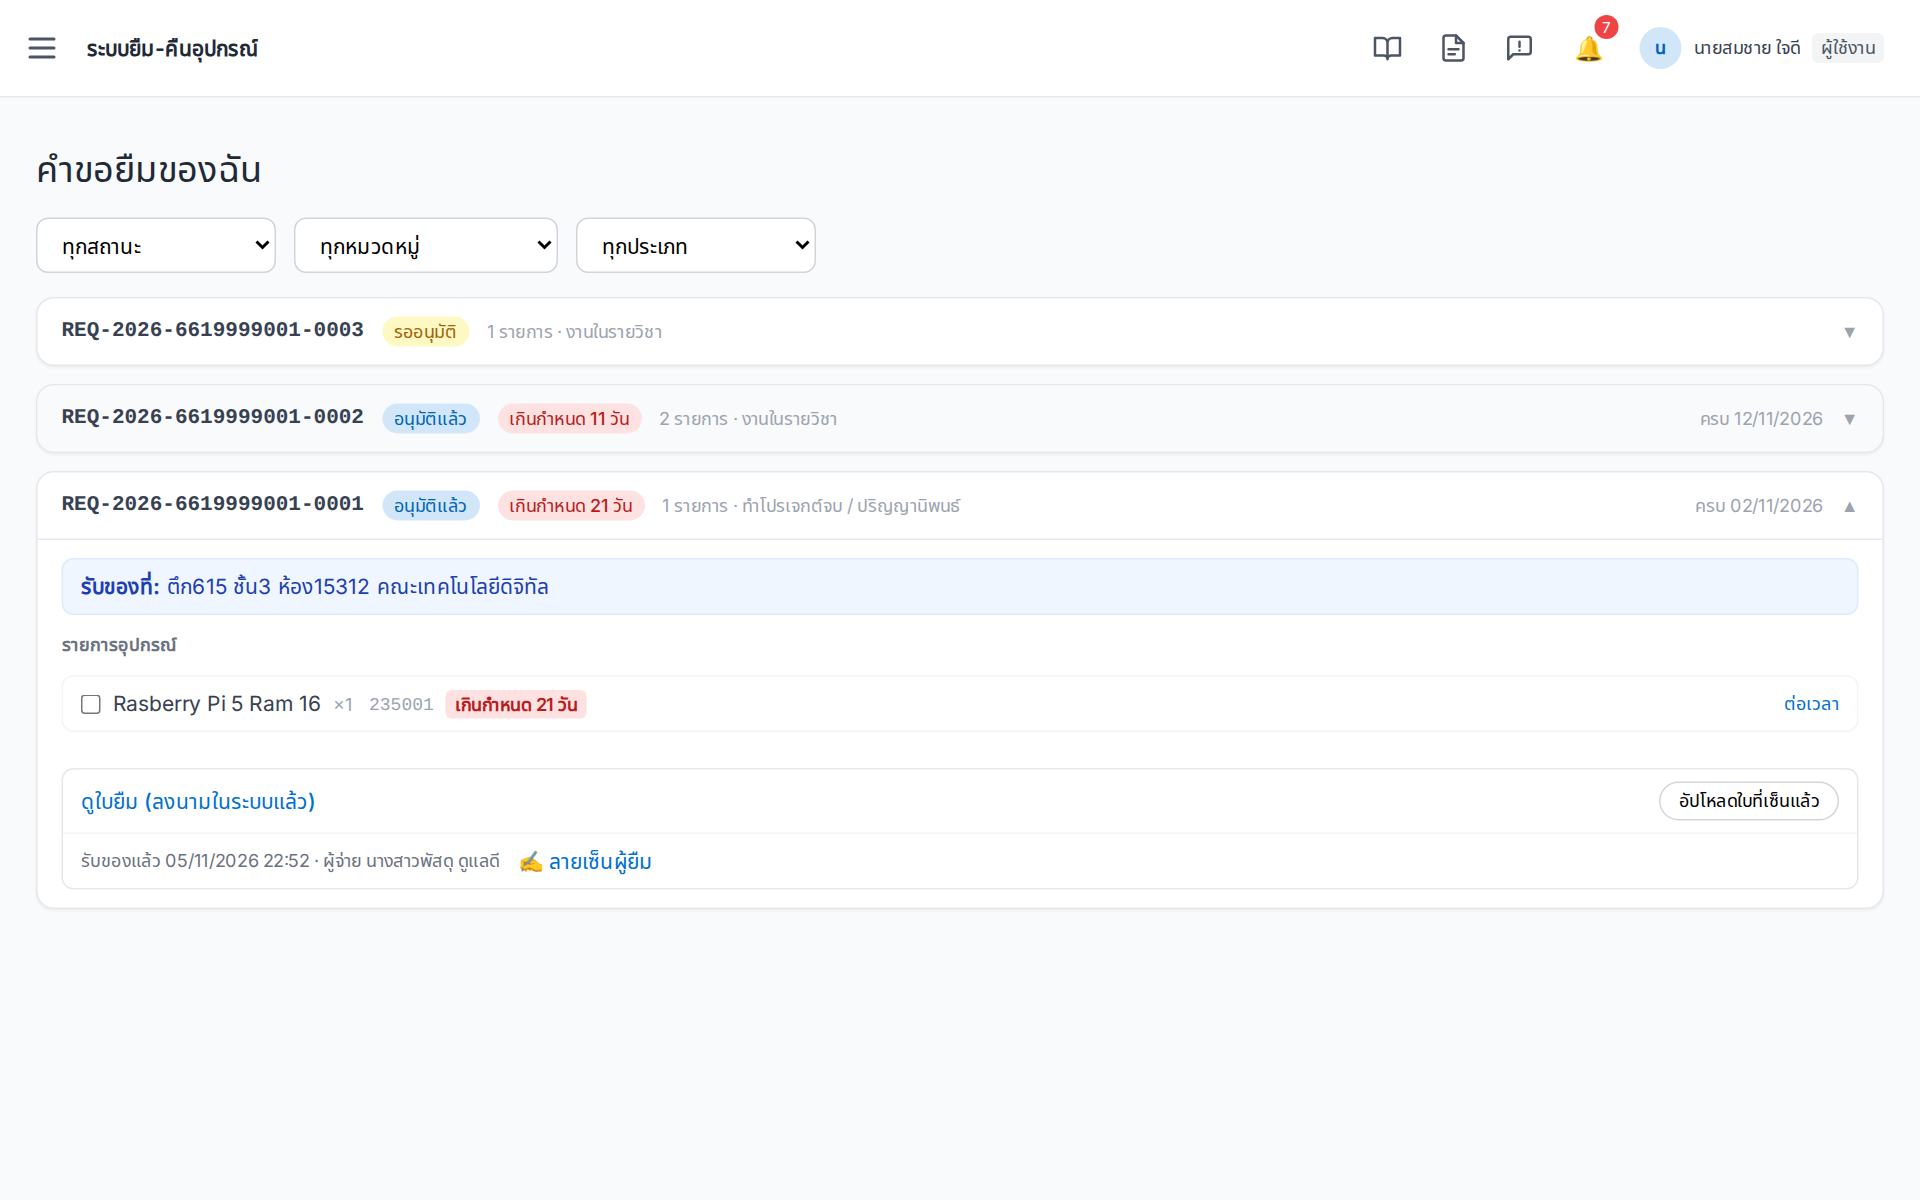 ระบบยืม-คืนอุปกรณ์
7
น นายสมชาย ใจดี ผู้ใช้งาน
คำขอยืมของฉัน
ทุกสถานะ ทุกหมวดหมู่ ทุกประเภท
REQ-2026-6619999001-0003 รออนุมัติ 1 รายการ · งานในรายวิชา ▼
REQ-2026-6619999001-0002 อนุมัติแล้ว เกินกำหนด 11 วัน 2 รายการ · งานในรายวิชา ครบ 12/11/2026 ▼
REQ-2026-6619999001-0001 อนุมัติแล้ว เกินกำหนด 21 วัน 1 รายการ · ทำโปรเจกต์จบ / ปริญญานิพนธ์ ครบ 02/11/2026 ▲
รับของที่: ตึก615 ชั้น3 ห้อง15312 คณะเทคโนโลยีดิจิทัล
รายการอุปกรณ์
Rasberry Pi 5 Ram 16 ×1 235001 เกินกำหนด 21 วัน ต่อเวลา
ดูใบยืม (ลงนามในระบบแล้ว) อัปโหลดใบที่เซ็นแล้ว
รับของแล้ว 05/11/2026 22:52 · ผู้จ่าย นางสาวพัสดุ ดูแลดี ✍️ ลายเซ็นผู้ยืม